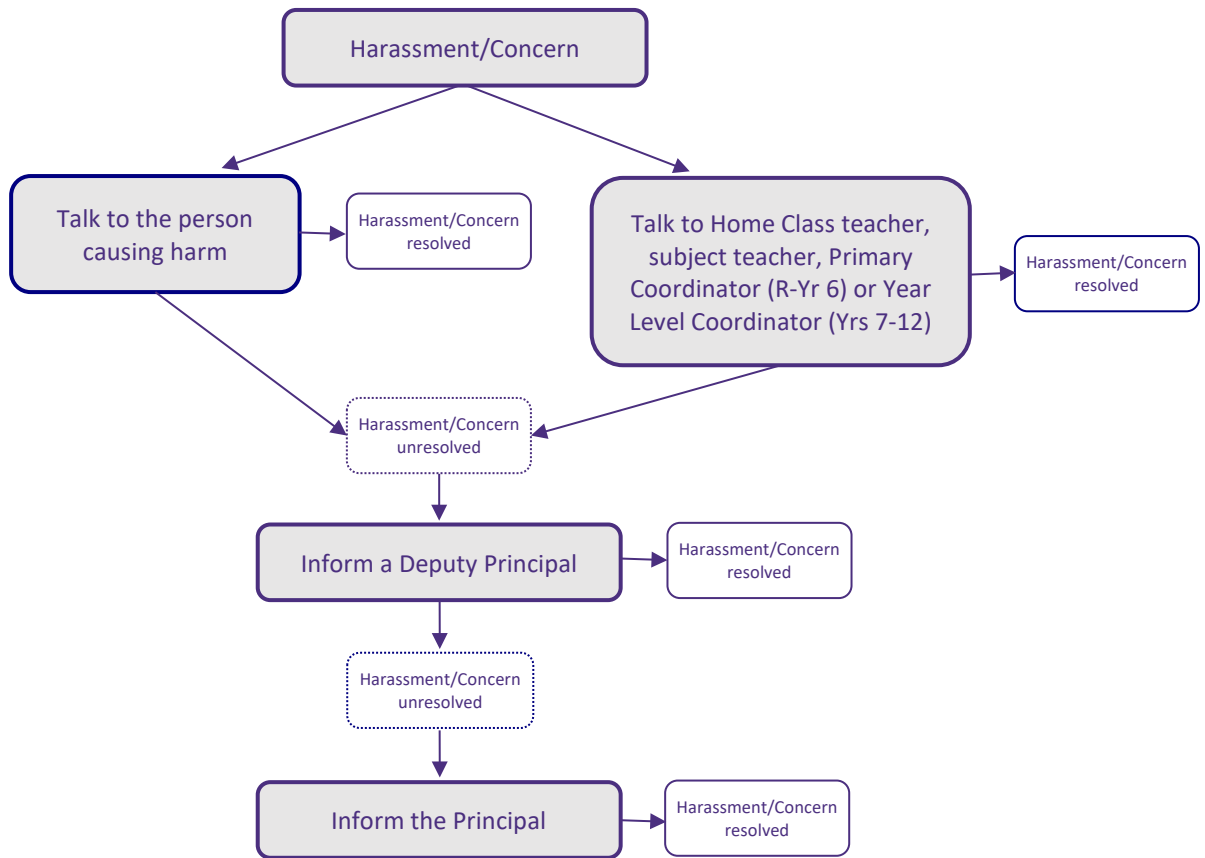 Harassment/Concern
Talk to the person
causing harm
Harassment/Concern
resolved
Talk to Home Class teacher,
subject teacher, Primary
Coordinator (R-Yr 6) or Year
Level Coordinator (Yrs 7-12)
Harassment/Concern
resolved
Harassment/Concern
unresolved
Inform a Deputy Principal
Harassment/Concern
resolved
Harassment/Concern
unresolved
Inform the Principal
Harassment/Concern
resolved